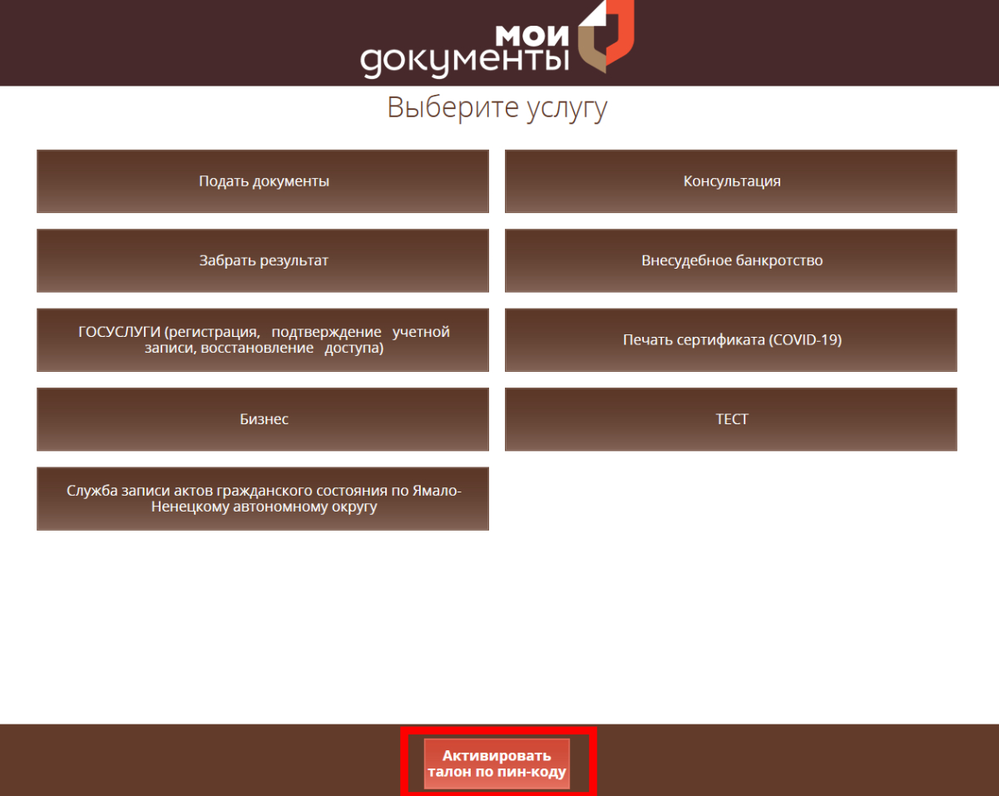 мои
документы
Выберите услугу
Подать документы
Консультация
Забрать результат
Внесудебное банкротство
ГОСУСЛУГИ (регистрация, подтверждение учетной
записи, восстановление доступа)
Печать сертификата (COVID-19)
Бизнес
ТЕСТ
Служба записи актов гражданского состояния по Ямало-
Ненецкому автономному округу
Активировать
талон по пин-коду